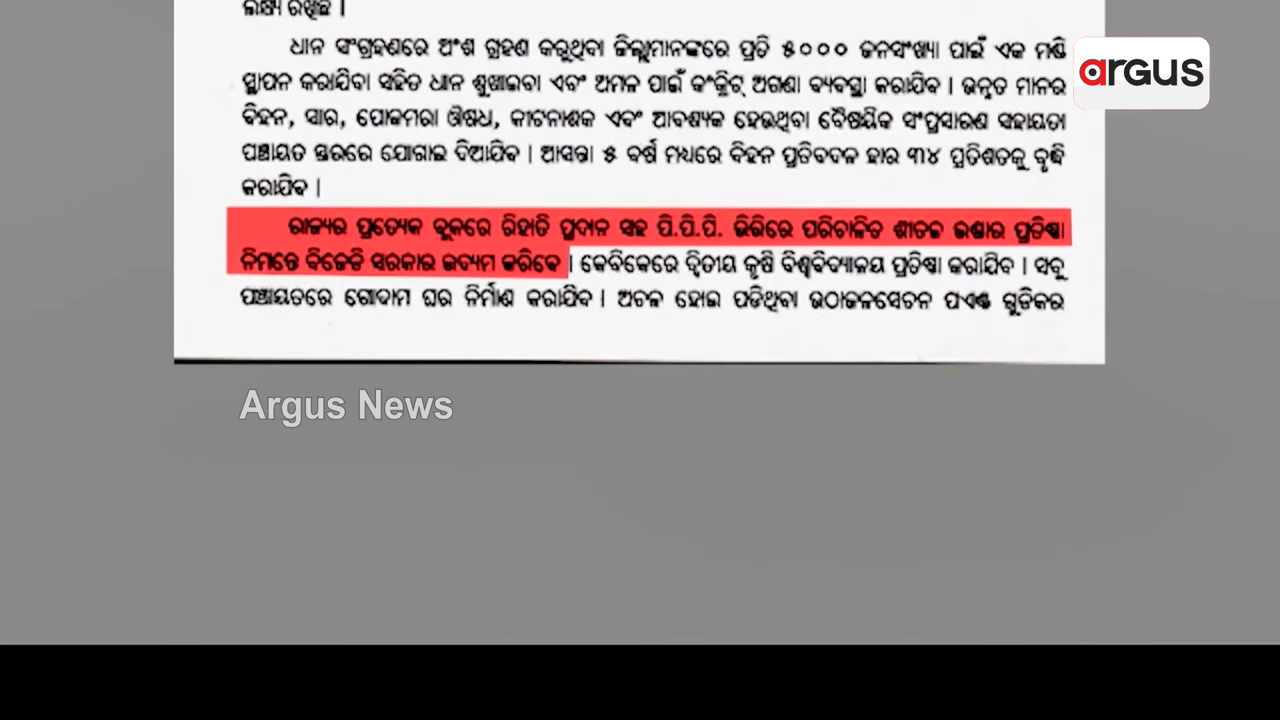 ଲକ୍ଷ୍ୟ ରଖିଛି ।
ଧାନ ସଂଗ୍ରହଣରେ ଅଂଶ ଗ୍ରହଣ କରୁଥିବା ଜିଲ୍ଲାମାନଙ୍କରେ ପ୍ରତି ୫୦୦୦ ଜନସଂଖ୍ୟା ପାଇଁ ଏକ ମଣ୍ଡି
ସ୍ଥାପନ କରାଯିବା ସହିତ ଧାନ ଶୁଖାଇବା ଏବଂ ଅମଳ ପାଇଁ କଂକ୍ରିଟ୍ ଅଗଣା ବ୍ୟବସ୍ଥା କରାଯିବ । ଉନ୍ନତ ମାନର
ବିହନ, ସାର, ପୋକମରା ଔଷଧ, କୀଟନାଶକ ଏବଂ ଆବଶ୍ୟକ ହେଉଥିବା ବୈଷୟିକ ସଂପ୍ରସାରଣ ସହାୟତା
ପଞ୍ଚାୟତ ସ୍ତରରେ ଯୋଗାଇ ଦିଆଯିବ । ଆସନ୍ତା ୫ ବର୍ଷ ମଧ୍ୟରେ ବିହନ ପ୍ରତିବଦଳ ହାର ୩୪ ପ୍ରତିଶତକୁ ବୃଦ୍ଧି
କରାଯିବ ।
ରାଜ୍ୟର ପ୍ରତ୍ୟେକ ବ୍ଲକରେ ରିହାତି ପ୍ରଦାନ ସହ ପି.ପି.ପି. ଭିତ୍ତିରେ ପରିଚାଳିତ ଶୀତଳ ଭଣ୍ଡାର ପ୍ରତିଷ୍ଠା
ନିମନ୍ତେ ବିଜେଡି ସରକାର ଉଦ୍ୟମ କରିବେ । କେବିକେରେ ଦ୍ୱିତୀୟ କୃଷି ବିଶ୍ୱବିଦ୍ୟାଳୟ ପ୍ରତିଷ୍ଠା କରାଯିବ । ସବୁ
ପଞ୍ଚାୟତରେ ଗୋଦାମ ଘର ନିର୍ମାଣ କରାଯିବ । ଅଚଳ ହୋଇ ପଡିଥିବା ଉଠାଜଳସେଚନ ପଏଣ୍ଟ ଗୁଡିକର
argus
Argus News